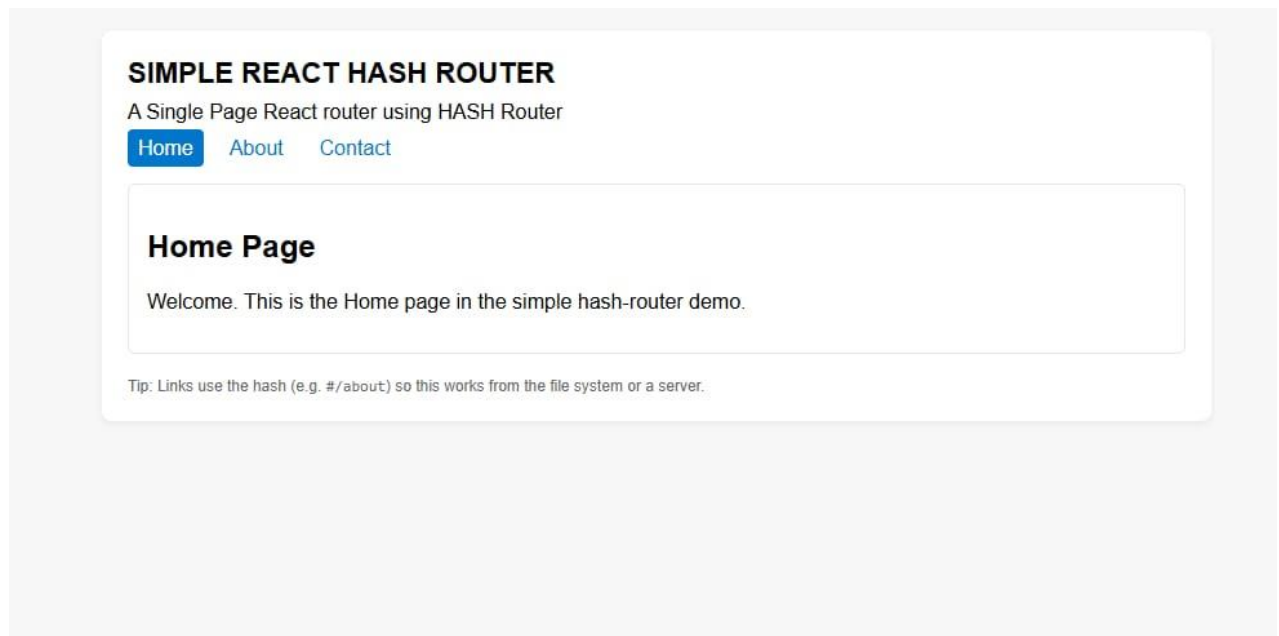 SIMPLE REACT HASH ROUTER
A Single Page React router using HASH Router
Home About Contact
Home Page
Welcome. This is the Home page in the simple hash-router demo.
Tip: Links use the hash (e.g. #/about) so this works from the file system or a server.